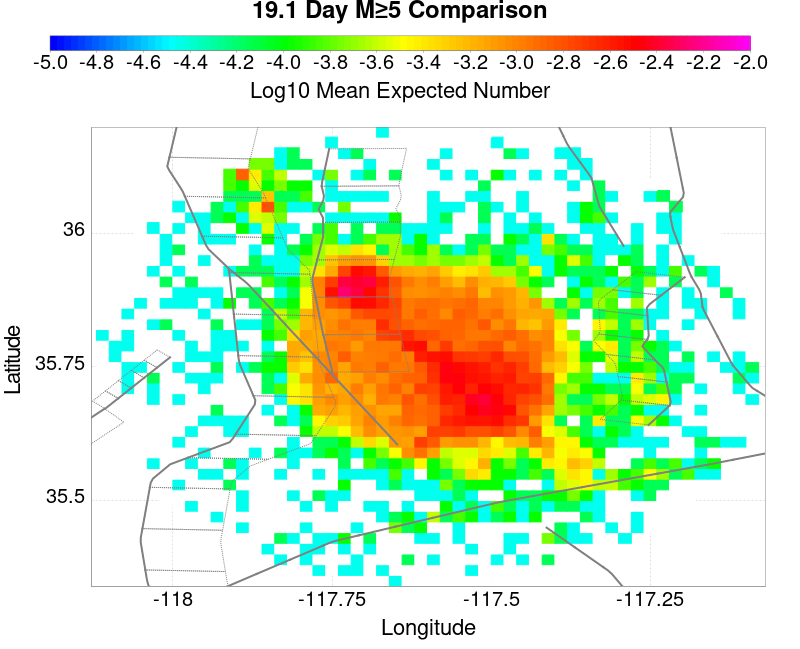 19.1 Day M≥5 Comparison
-5.0 -4.8 -4.6 -4.4 -4.2 -4.0 -3.8 -3.6 -3.4 -3.2 -3.0 -2.8 -2.6 -2.4 -2.2 -2.0
Log10 Mean Expected Number
36
35.75
35.5
Latitude
-118 -117.75 -117.5 -117.25
Longitude